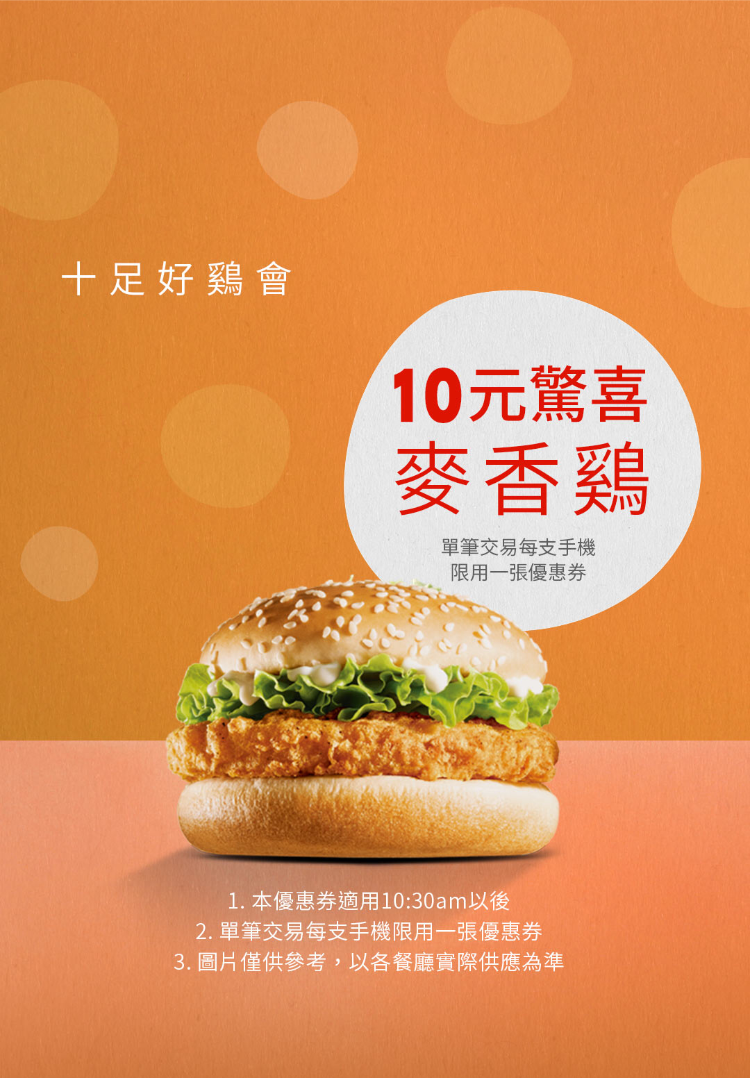 十足好鷄會
10元驚喜
麥香鷄
單筆交易每支手機
限用一張優惠券
1. 本優惠券適用10:30am以後
2. 單筆交易每支手機限用一張優惠券
3. 圖片僅供參考，以各餐廳實際供應為準